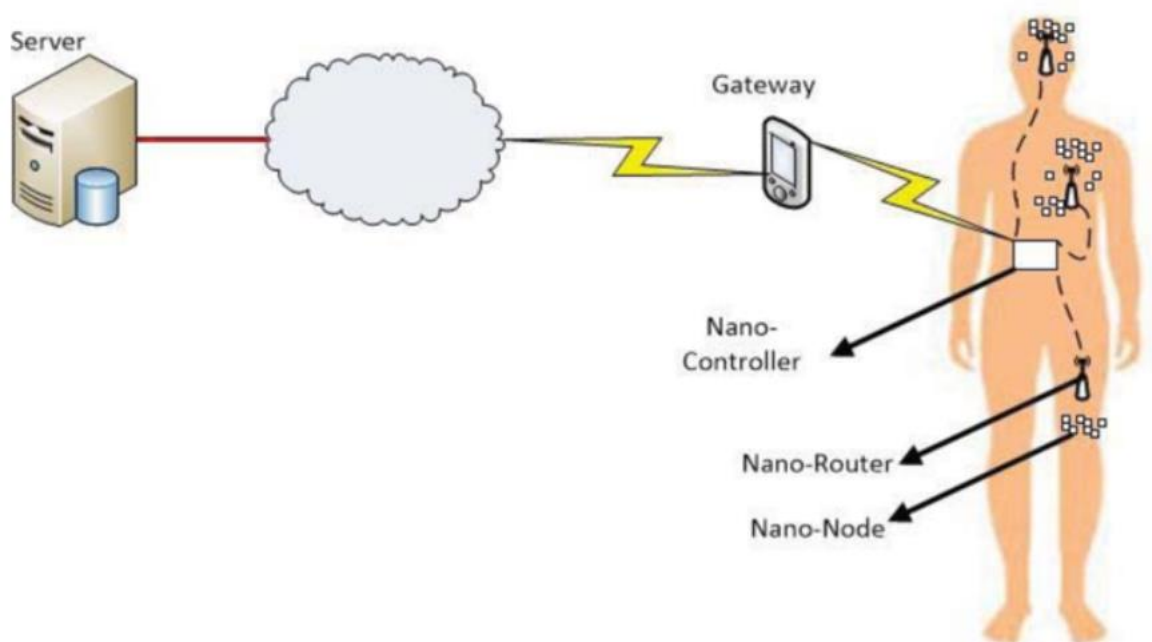 Server
Gateway
Nano-
Controller
Nano-Router
Nano-Node